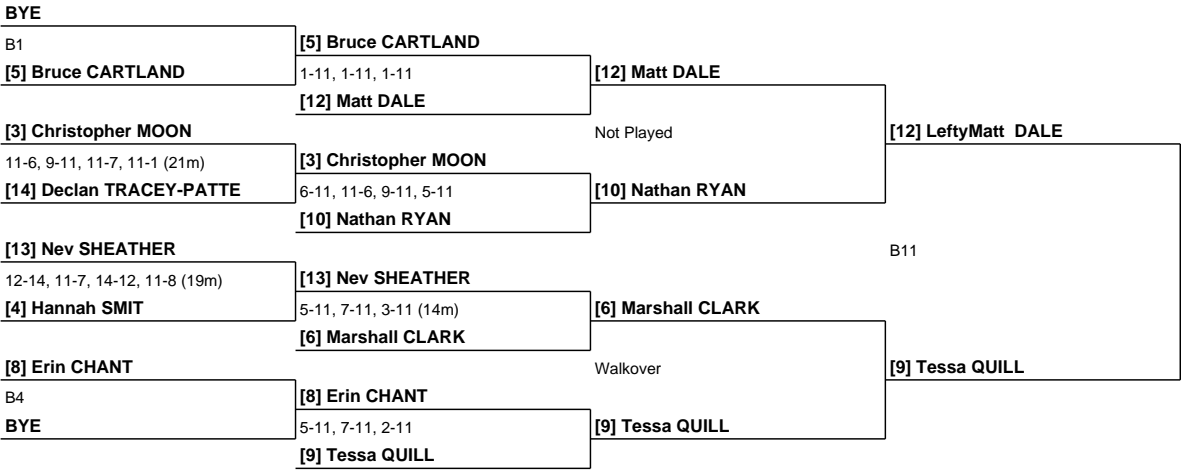 BYE
B1
[5] Bruce CARTLAND
[5] Bruce CARTLAND
1-11, 1-11, 1-11
[12] Matt DALE
[12] Matt DALE
Not Played
[12] LeftyMatt  DALE
[3] Christopher MOON
11-6, 9-11, 11-7, 11-1 (21m)
[14] Declan TRACEY-PATTE
[3] Christopher MOON
6-11, 11-6, 9-11, 5-11
[10] Nathan RYAN
[10] Nathan RYAN
B11
[13] Nev SHEATHER
12-14, 11-7, 14-12, 11-8 (19m)
[4] Hannah SMIT
[13] Nev SHEATHER
5-11, 7-11, 3-11 (14m)
[6] Marshall CLARK
[6] Marshall CLARK
Walkover
[9] Tessa QUILL
[8] Erin CHANT
B4
BYE
[8] Erin CHANT
5-11, 7-11, 2-11
[9] Tessa QUILL
[9] Tessa QUILL